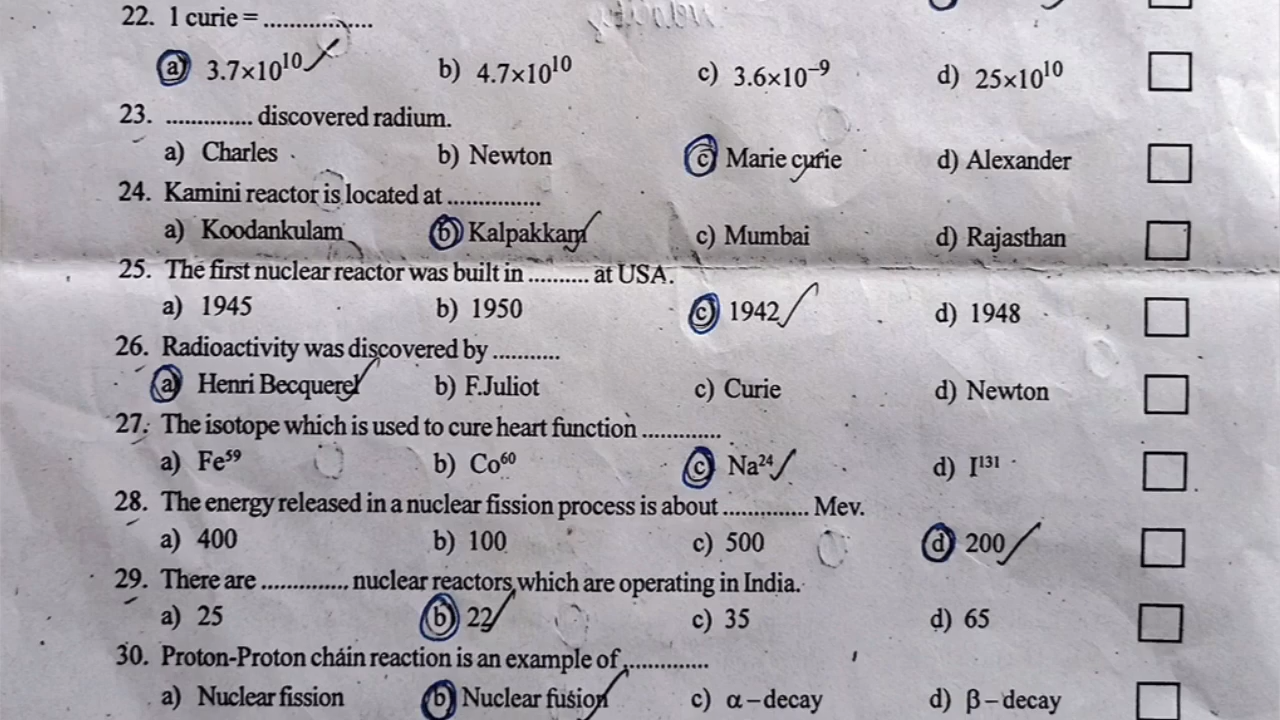 22. 1 curie = .................
a) 3.7×10¹⁰ b) 4.7×10¹⁰ c) 3.6×10⁻⁹ d) 25×10¹⁰
23. .............. discovered radium.
a) Charles b) Newton c) Marie curie d) Alexander
24. Kamini reactor is located at ...............
a) Koodankulam b) Kalpakkam c) Mumbai d) Rajasthan
25. The first nuclear reactor was built in .......... at USA.
a) 1945 b) 1950 c) 1942 d) 1948
26. Radioactivity was discovered by ...........
a) Henri Becquerel b) F.Juliot c) Curie d) Newton
27. The isotope which is used to cure heart function .............
a) Fe⁵⁹ b) Co⁶⁰ c) Na²⁴ d) I¹³¹
28. The energy released in a nuclear fission process is about .............. Mev.
a) 400 b) 100 c) 500 d) 200
29. There are .............. nuclear reactors which are operating in India.
a) 25 b) 22 c) 35 d) 65
30. Proton-Proton chain reaction is an example of ..............
a) Nuclear fission b) Nuclear fusion c) α–decay d) β–decay